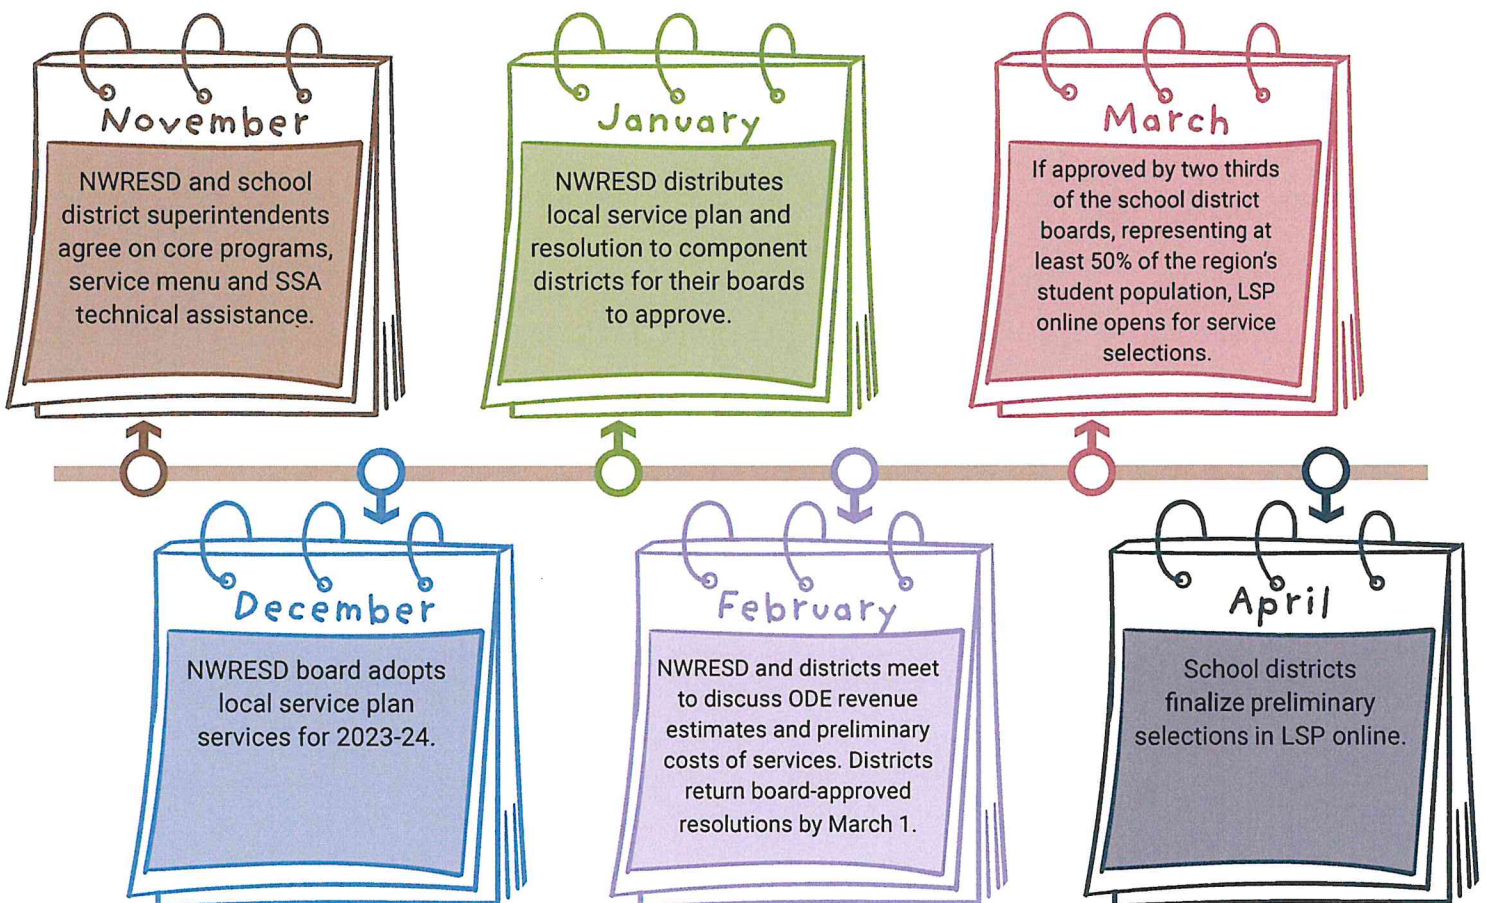 November
NWRESD and school
district superintendents
agree on core programs,
service menu and SSA
technical assistance.
December
NWRESD board adopts
local service plan
services for 2023-24.
January
NWRESD distributes
local service plan and
resolution to component
districts for their boards
to approve.
February
NWRESD and districts meet
to discuss ODE revenue
estimates and preliminary
costs of services. Districts
return board-approved
resolutions by March 1.
March
If approved by two thirds
of the school district
boards, representing at
least 50% of the region's
student population, LSP
online opens for service
selections.
April
School districts
finalize preliminary
selections in LSP online.